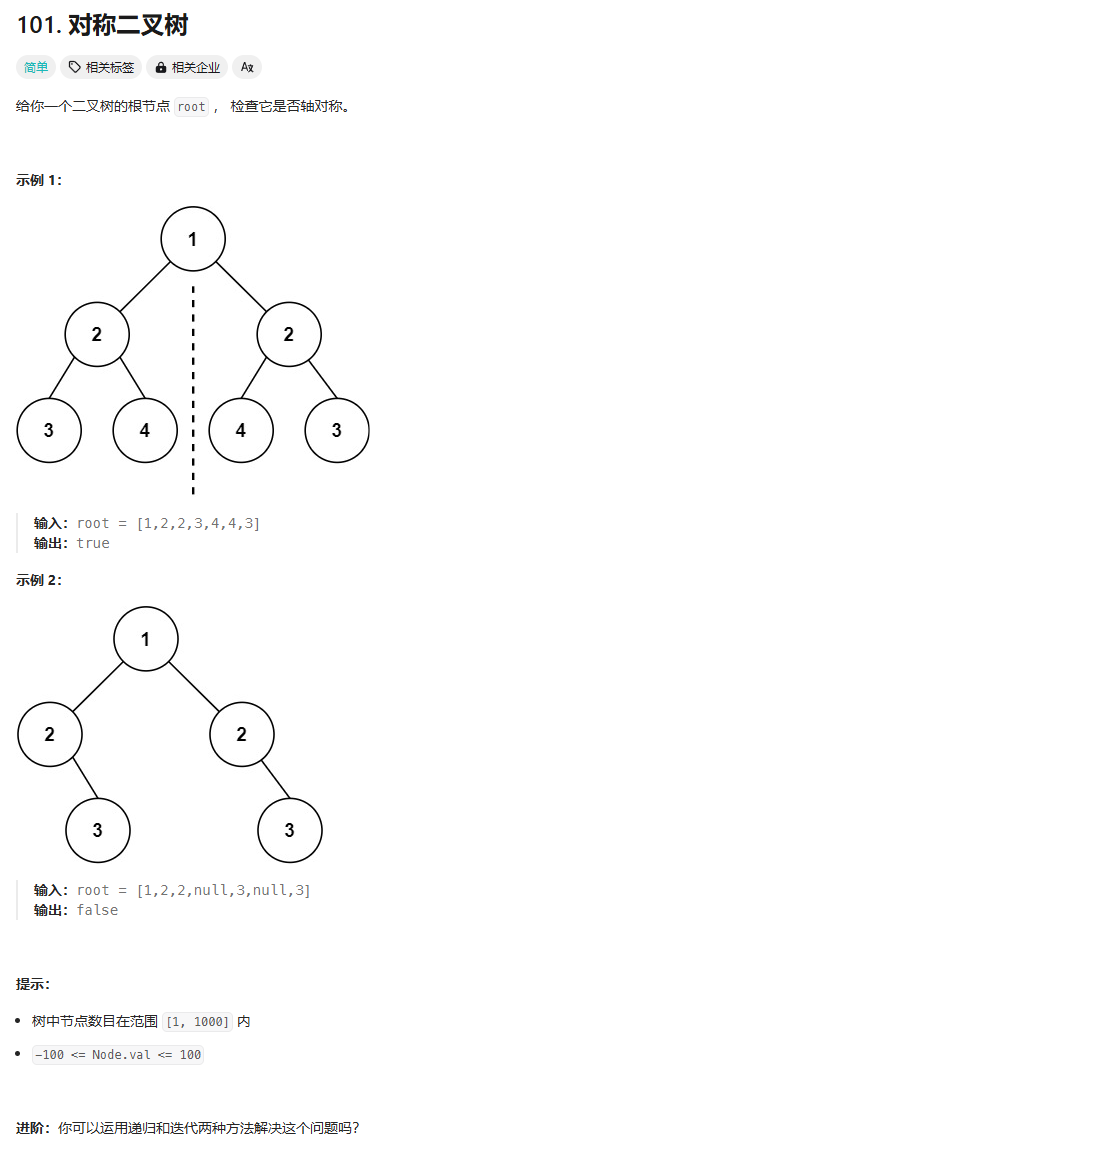 101. 对称二叉树
简单 相关标签 相关企业 Aх
给你一个二叉树的根节点 root ， 检查它是否轴对称。
示例 1：
1
2 2
3 4 4 3
输入：root = [1,2,2,3,4,4,3]
输出：true
示例 2：
1
2 2
3 3
输入：root = [1,2,2,null,3,null,3]
输出：false
提示：
树中节点数目在范围 [1, 1000] 内
-100 <= Node.val <= 100
进阶：你可以运用递归和迭代两种方法解决这个问题吗？